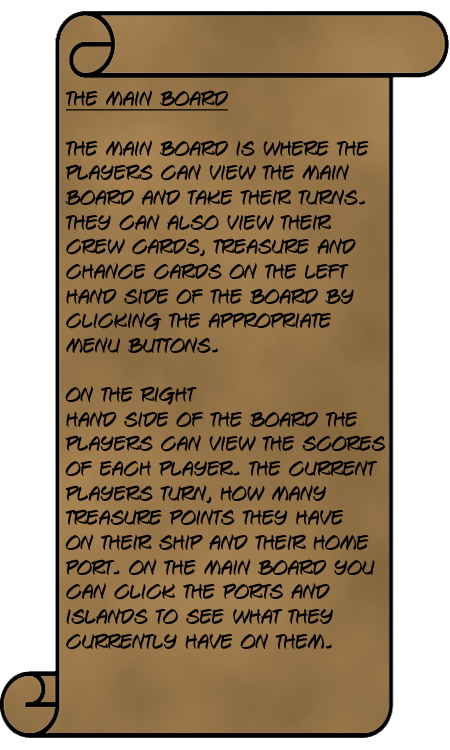 THE MAIN BOARD
THE MAIN BOARD IS WHERE THE
PLAYERS CAN VIEW THE MAIN
BOARD AND TAKE THEIR TURNS.
THEY CAN ALSO VIEW THEIR
CREW CARDS, TREASURE AND
CHANCE CARDS ON THE LEFT
HAND SIDE OF THE BOARD BY
CLICKING THE APPROPRIATE
MENU BUTTONS.
ON THE RIGHT
HAND SIDE OF THE BOARD THE
PLAYERS CAN VIEW THE SCORES
OF EACH PLAYER. THE CURRENT
PLAYERS TURN, HOW MANY
TREASURE POINTS THEY HAVE
ON THEIR SHIP AND THEIR HOME
PORT. ON THE MAIN BOARD YOU
CAN CLICK THE PORTS AND
ISLANDS TO SEE WHAT THEY
CURRENTLY HAVE ON THEM.